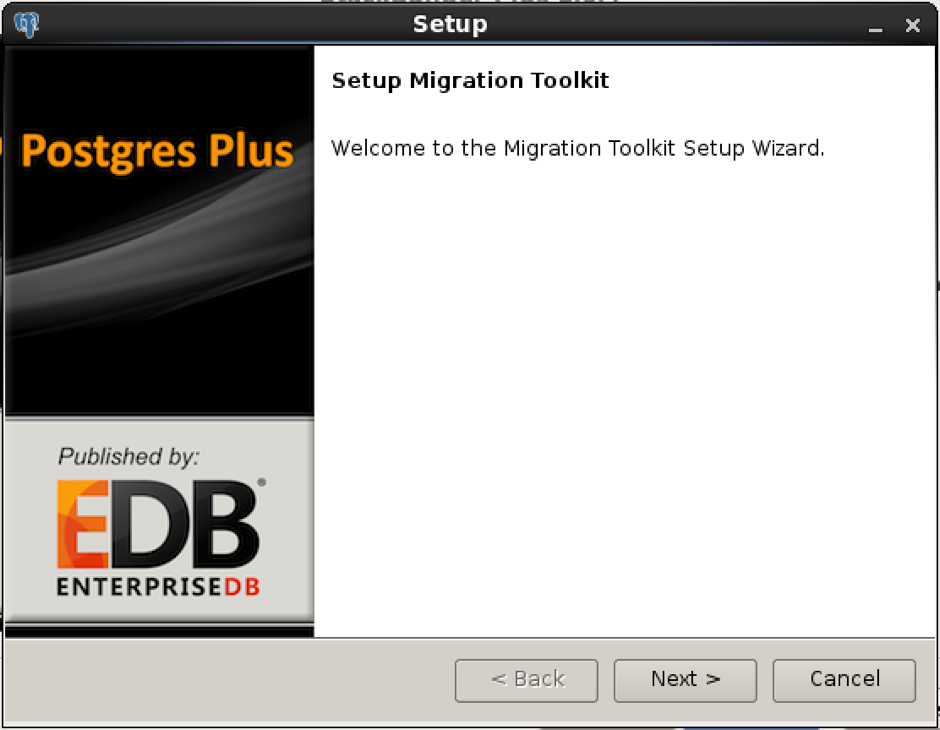 Setup
Postgres Plus
Setup Migration Toolkit
Welcome to the Migration Toolkit Setup Wizard.
Published by:
EDB®
ENTERPRISEDB
< Back
Next >
Cancel